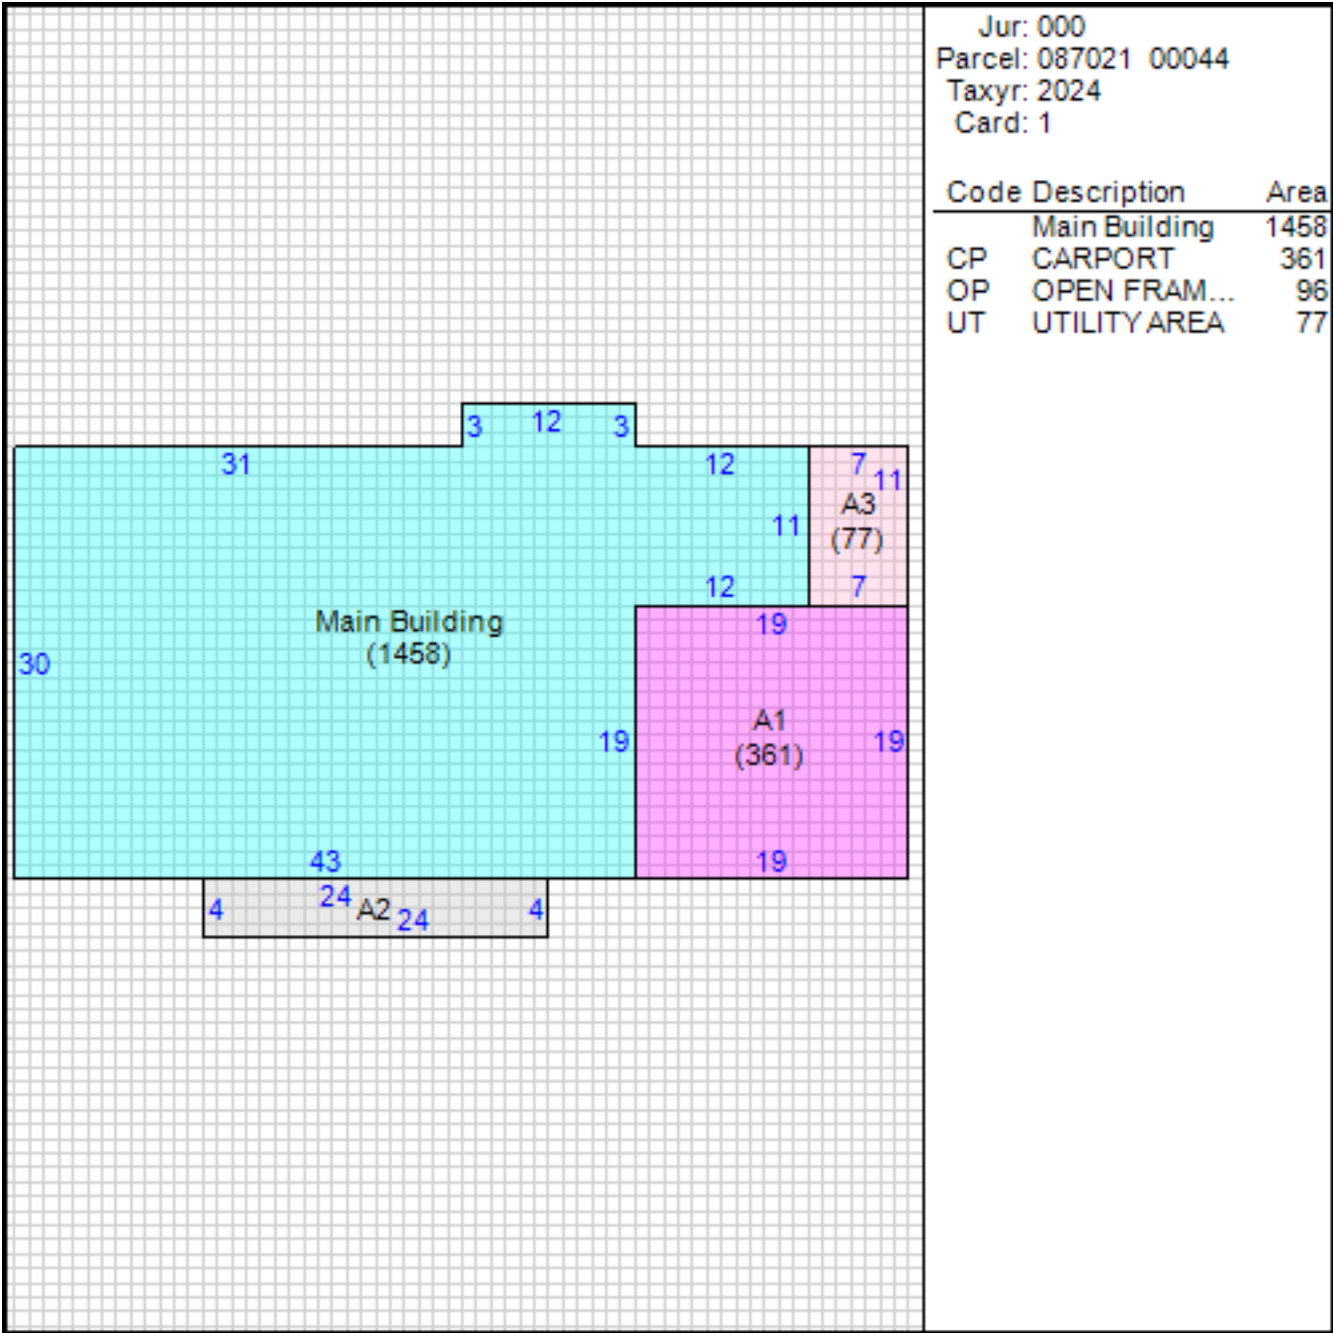 Jur: 000
Parcel: 087021 00044
Taxyr: 2024
Card: 1
Code Description Area
Main Building 1458
CP CARPORT 361
OP OPEN FRAM... 96
UT UTILITY AREA 77
3 12 3
31 12 7
11
A3
11 (77)
12 7
Main Building 19
(1458)
30
A1
19 (361) 19
43 19
4 24 A2 24 4